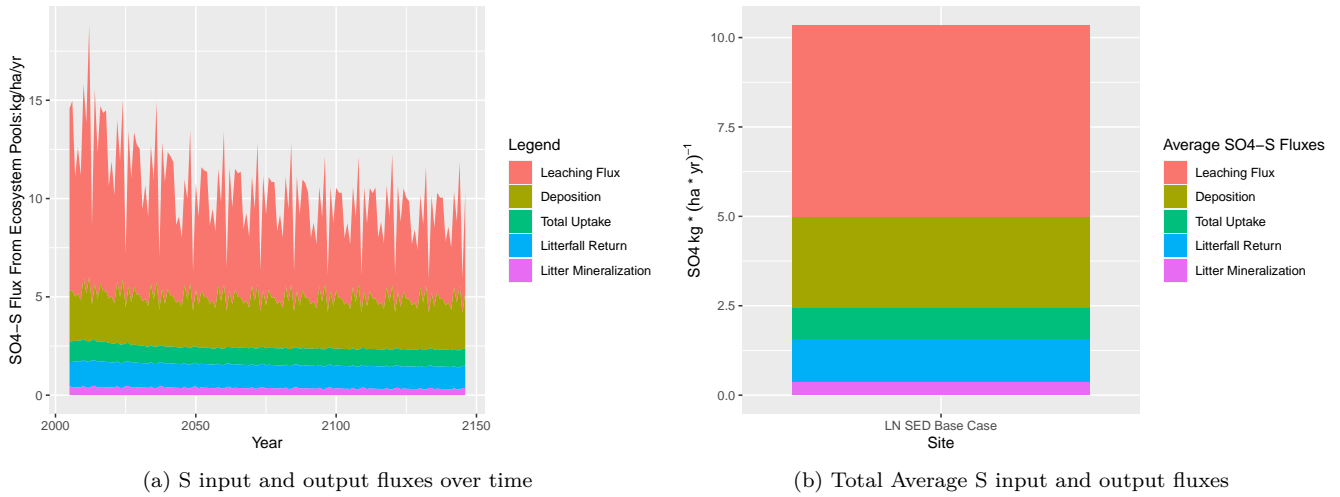 SO4−S Flux From Ecosystem Pools:kg/ha/yr
15
10
5
0
2000
2050
2100
2150
Year
Legend
Leaching Flux
Deposition
Total Uptake
Litterfall Return
Litter Mineralization
(a) S input and output fluxes over time
SO4 kg * (ha * yr)⁻¹
10.0
7.5
5.0
2.5
0.0
LN SED Base Case
Site
Average SO4−S Fluxes
Leaching Flux
Deposition
Total Uptake
Litterfall Return
Litter Mineralization
(b) Total Average S input and output fluxes